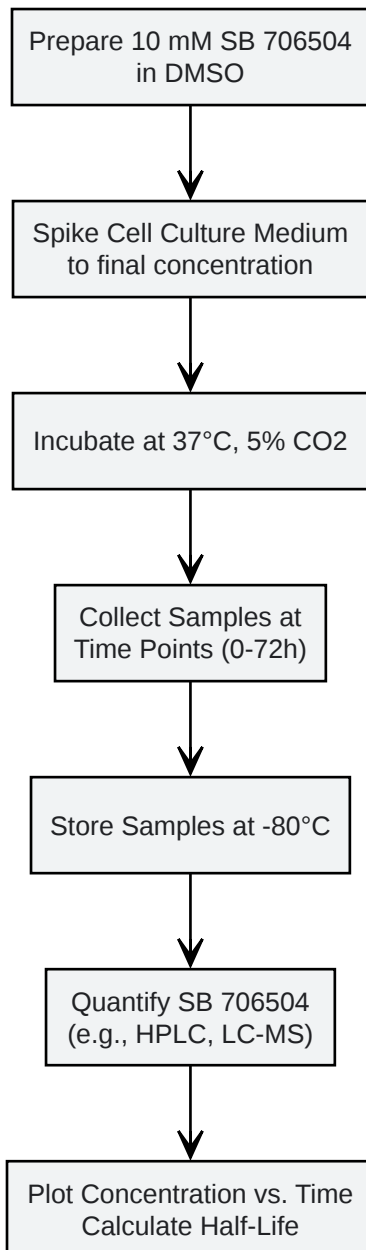 Prepare 10 mM SB 706504
in DMSO
Spike Cell Culture Medium
to final concentration
Incubate at 37°C, 5% CO2
Collect Samples at
Time Points (0-72h)
Store Samples at -80°C
Quantify SB 706504
(e.g., HPLC, LC-MS)
Plot Concentration vs. Time
Calculate Half-Life